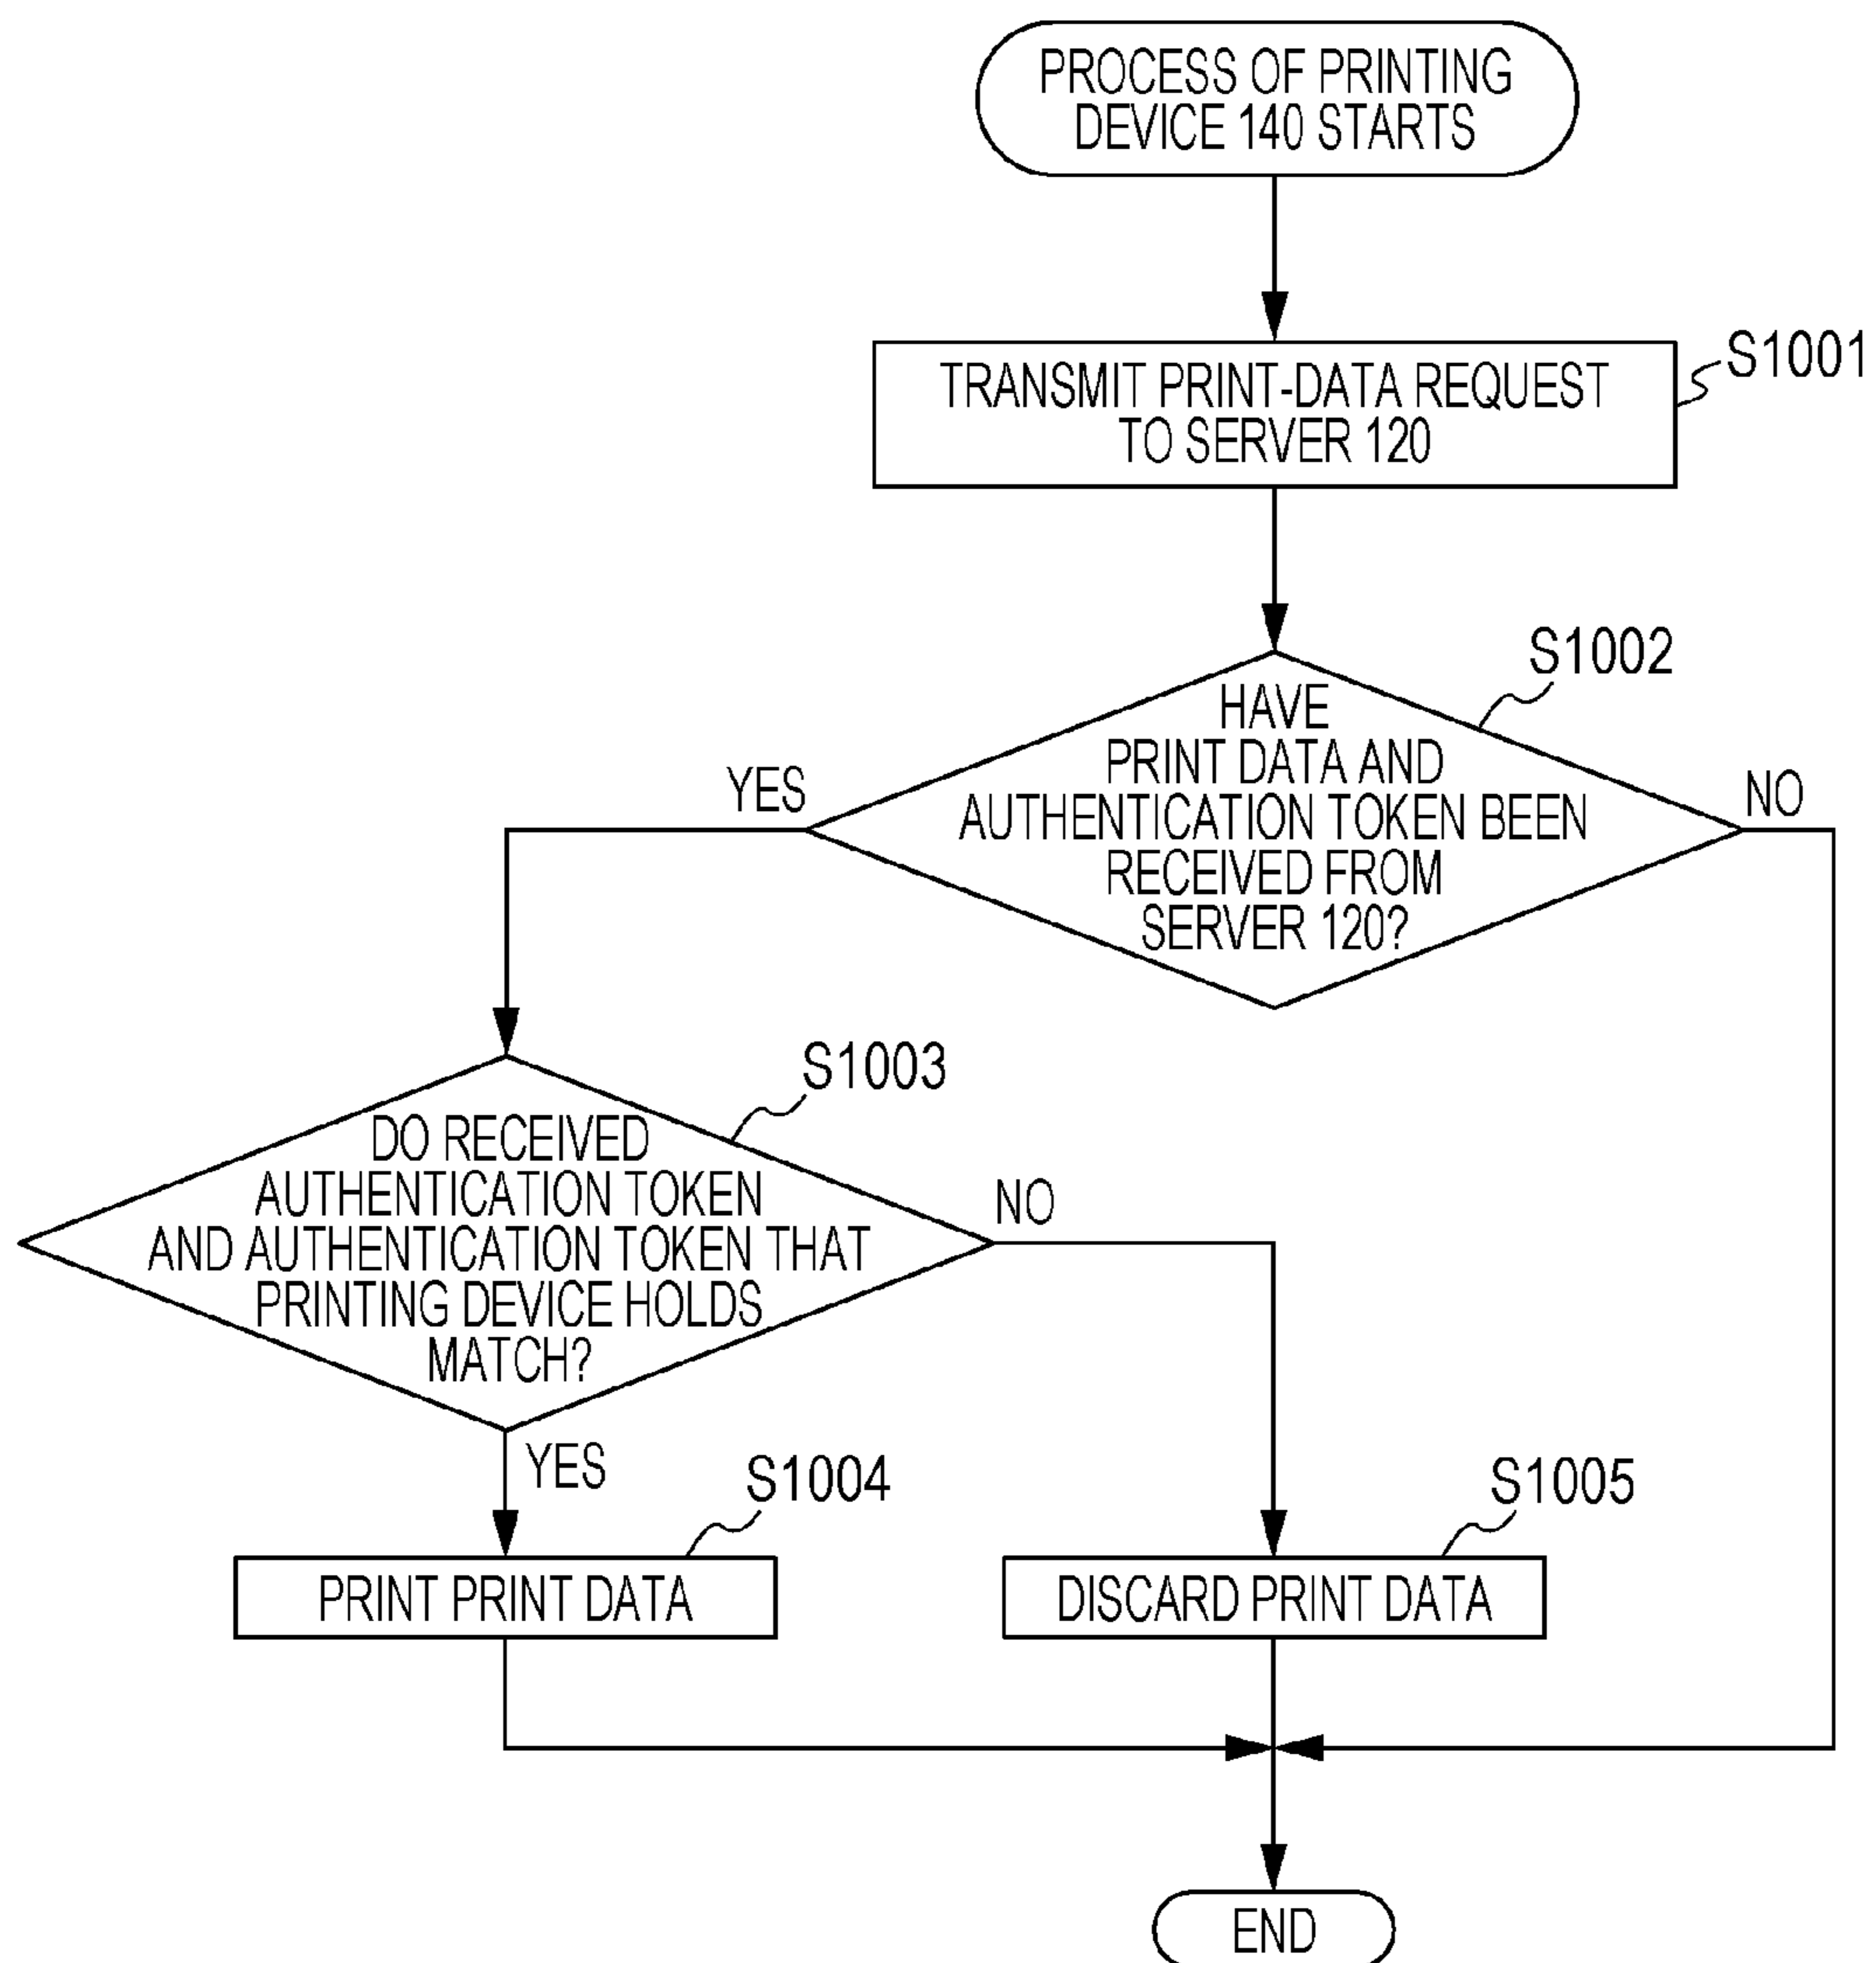 PROCESS OF PRINTING
DEVICE 140 STARTS
S1001
TRANSMIT PRINT-DATA REQUEST
TO SERVER 120
S1002
HAVE
PRINT DATA AND
AUTHENTICATION TOKEN BEEN
RECEIVED FROM
SERVER 120?
YES
NO
S1003
DO RECEIVED
AUTHENTICATION TOKEN
AND AUTHENTICATION TOKEN THAT
PRINTING DEVICE HOLDS
MATCH?
NO
YES
S1004
S1005
PRINT PRINT DATA
DISCARD PRINT DATA
END